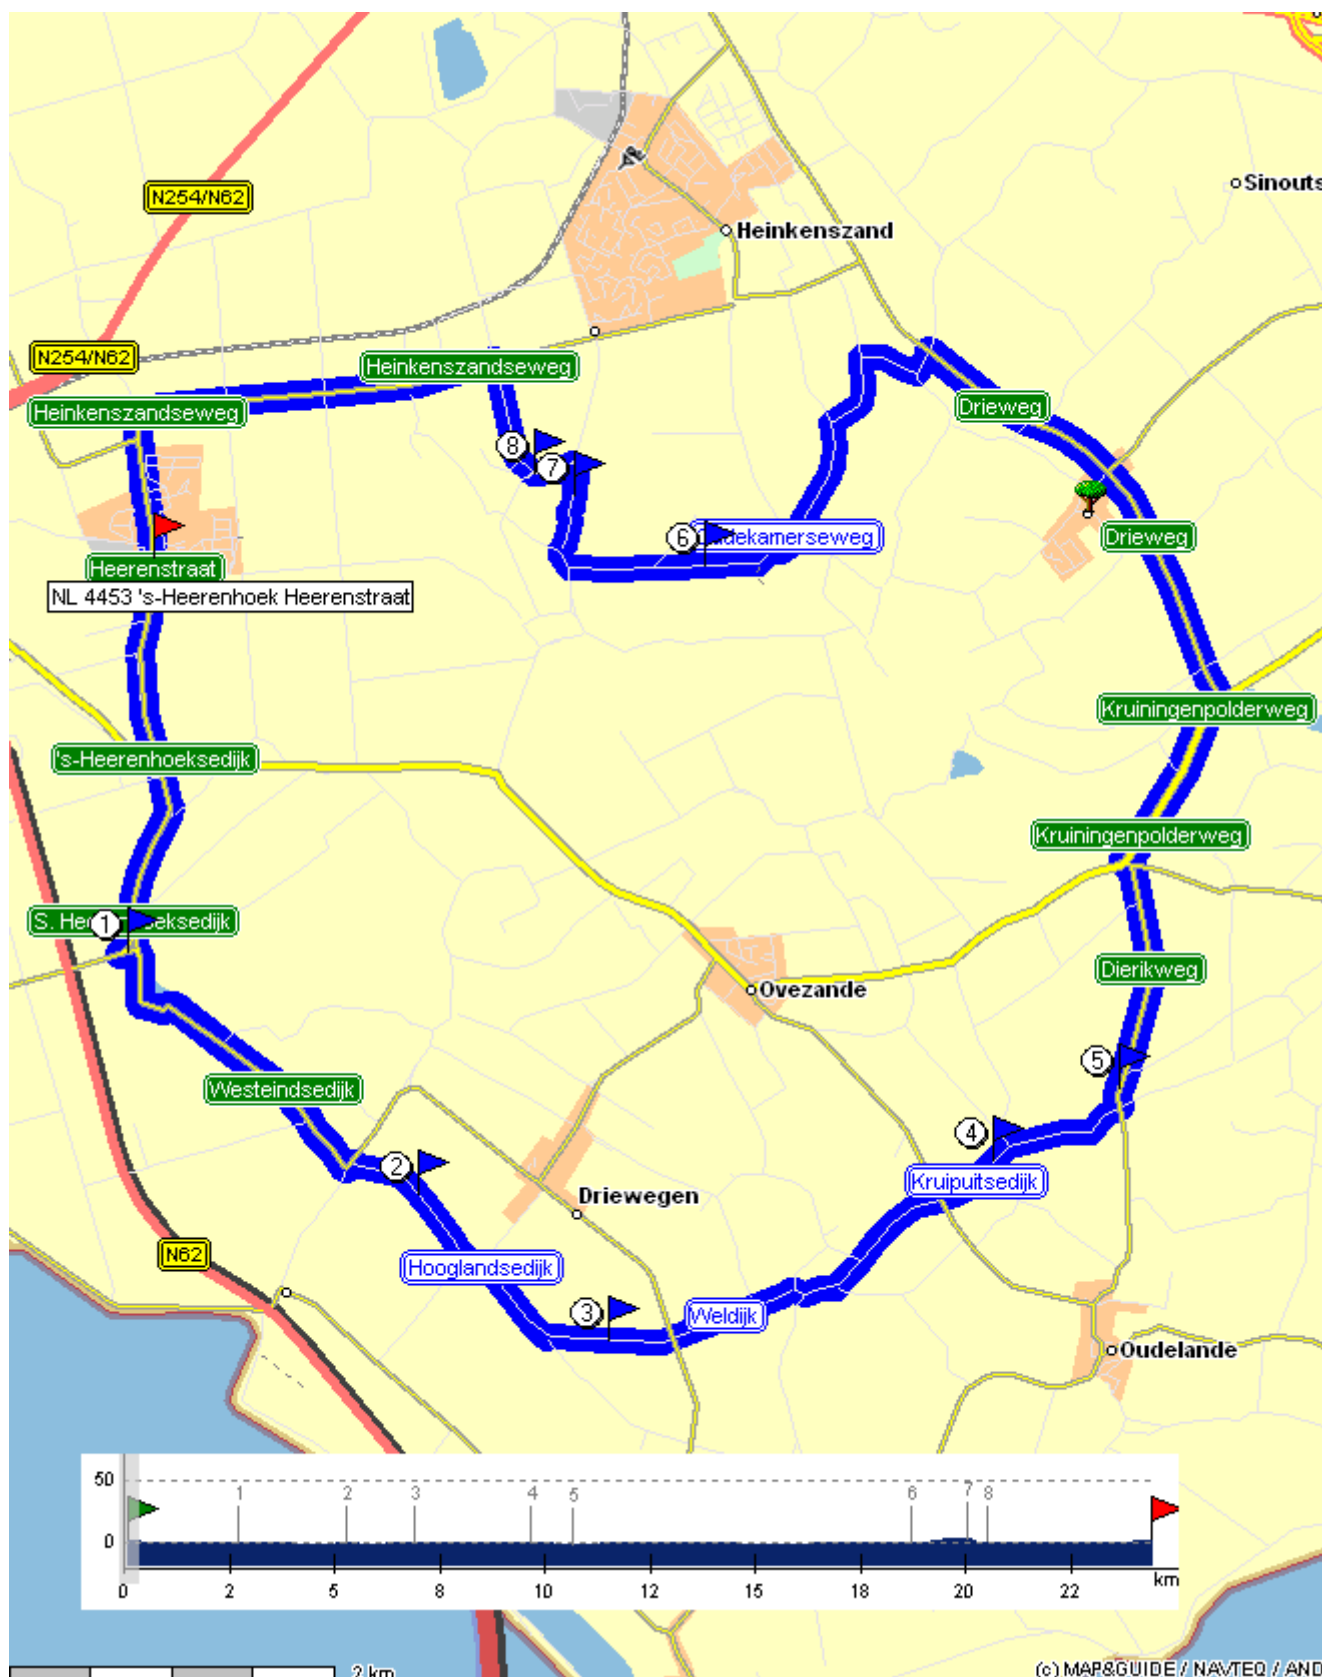 N254/N62
Sinouts
Heinkenszand
N254/N62
Heinkenszandseweg
Heinkenszandseweg
Drieweg
8
7
6
Drieweg
Heerenstraat
NL 4453 's-Heerenhoek Heerenstraat
Kruiningenpolderweg
's-Heerenhoeksedijk
Kruiningenpolderweg
1
Dierikweg
Ovezande
5
Westeindsedijk
4
2
Kruipuitsedijk
Driewegen
N62
Hooglandsedijk
3
Weldijk
Oudelande
50
1 2 3 4 5 6 7 8
0
km
0 2 5 8 10 12 15 18 20 22
2 km
(c) MAP&GUIDE / NAVTEQ / AND